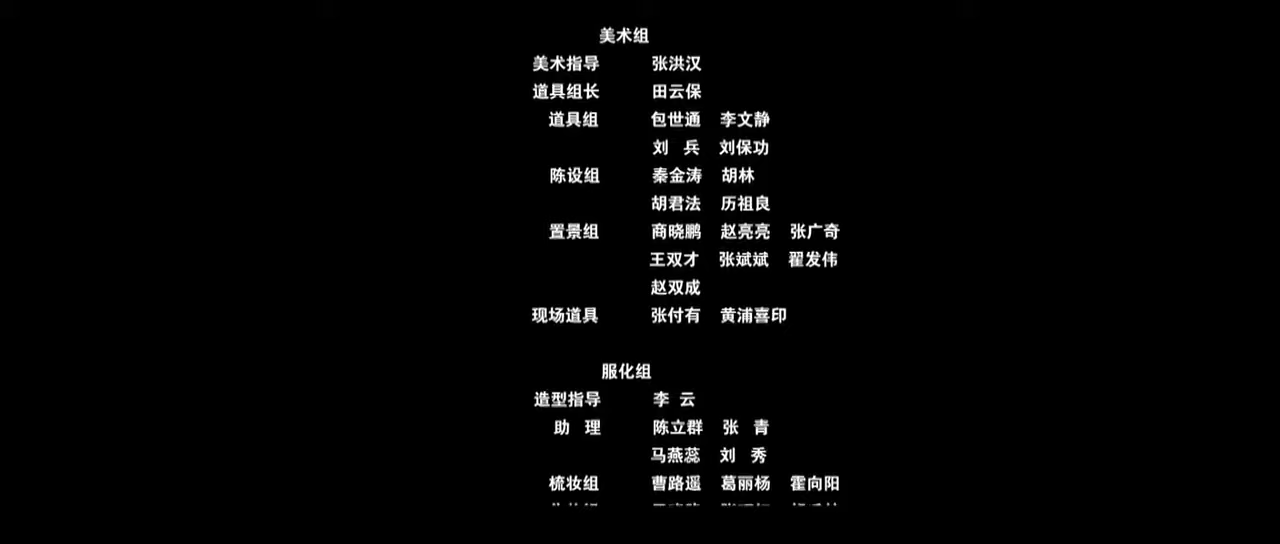 美术组
美术指导 张洪汉
道具组长 田云保
道具组 包世通 李文静
刘 兵 刘保功
陈设组 秦金涛 胡林
胡君法 历祖良
置景组 商晓鹏 赵亮亮 张广奇
王双才 张斌斌 翟发伟
赵双成
现场道具 张付有 黄浦喜印
服化组
造型指导 李 云
助 理 陈立群 张 青
马燕蕊 刘 秀
梳妆组 曹路遥 葛丽杨 霍向阳